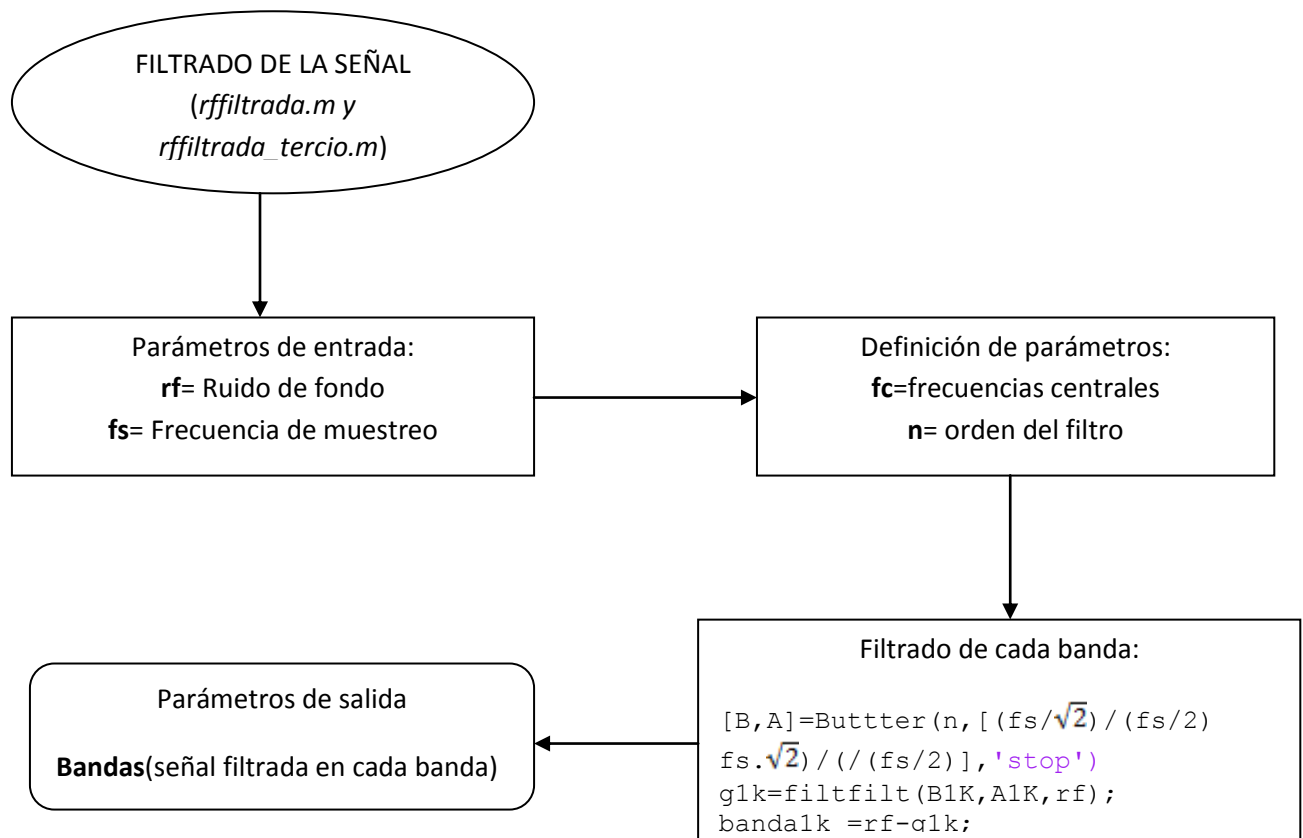 FILTRADO DE LA SEÑAL
(rffiltrada.m y
rffiltrada_tercio.m)
Parámetros de entrada:
rf= Ruido de fondo
fs= Frecuencia de muestreo
Definición de parámetros:
fc=frecuencias centrales
n= orden del filtro
Filtrado de cada banda:
[B,A]=Buttter(n,[(fs/√2)/(fs/2)
fs.√2)/(/(fs/2)],'stop')
g1k=filtfilt(B1K,A1K,rf);
banda1k =rf-g1k;
Parámetros de salida
Bandas(señal filtrada en cada banda)